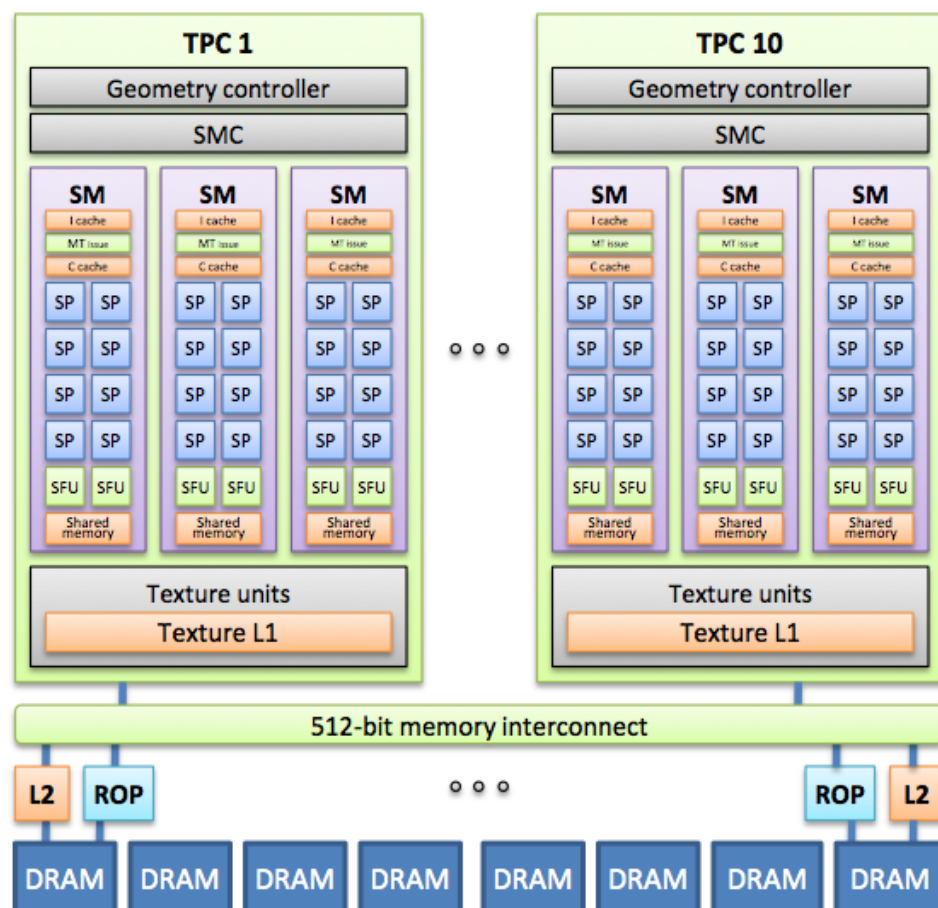 TPC 1 TPC 10
Geometry controller Geometry controller
SMC SMC
SM SM SM SM SM SM
I cache I cache I cache I cache I cache I cache
MT issue MT issue MT issue MT issue MT issue MT issue
C cache C cache C cache C cache C cache C cache
SP SP SP SP SP SP SP SP SP SP SP SP
SP SP SP SP SP SP SP SP SP SP SP SP
SP SP SP SP SP SP SP SP SP SP SP SP
SP SP SP SP SP SP SP SP SP SP SP SP
SFU SFU SFU SFU SFU SFU SFU SFU SFU SFU SFU SFU
Shared Shared Shared Shared Shared Shared
memory memory memory memory memory memory
Texture units Texture units
Texture L1 Texture L1
512-bit memory interconnect
L2 ROP ROP L2
DRAM DRAM DRAM DRAM DRAM DRAM DRAM DRAM